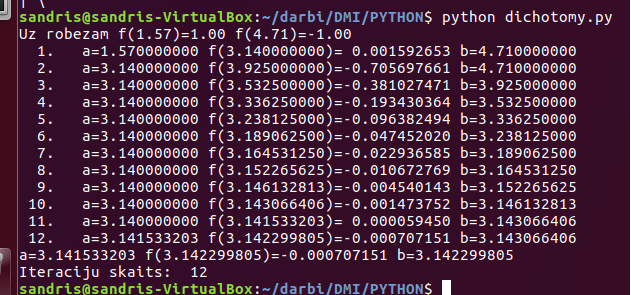 sandris@sandris-VirtualBox:~/darbi/DMI/PYTHON$ python dichotomy.py
Uz robezam f(1.57)=1.00 f(4.71)=-1.00
1. a=1.570000000 f(3.140000000)= 0.001592653 b=4.710000000
2. a=3.140000000 f(3.925000000)=-0.705697661 b=4.710000000
3. a=3.140000000 f(3.532500000)=-0.381027471 b=3.925000000
4. a=3.140000000 f(3.336250000)=-0.193430364 b=3.532500000
5. a=3.140000000 f(3.238125000)=-0.096382494 b=3.336250000
6. a=3.140000000 f(3.189062500)=-0.047452020 b=3.238125000
7. a=3.140000000 f(3.164531250)=-0.022936585 b=3.189062500
8. a=3.140000000 f(3.152265625)=-0.010672769 b=3.164531250
9. a=3.140000000 f(3.146132813)=-0.004540143 b=3.152265625
10. a=3.140000000 f(3.143066406)=-0.001473752 b=3.146132813
11. a=3.140000000 f(3.141533203)= 0.000059450 b=3.143066406
12. a=3.141533203 f(3.142299805)=-0.000707151 b=3.143066406
a=3.141533203 f(3.142299805)=-0.000707151 b=3.142299805
Iteraciju skaits: 12
sandris@sandris-VirtualBox:~/darbi/DMI/PYTHON$